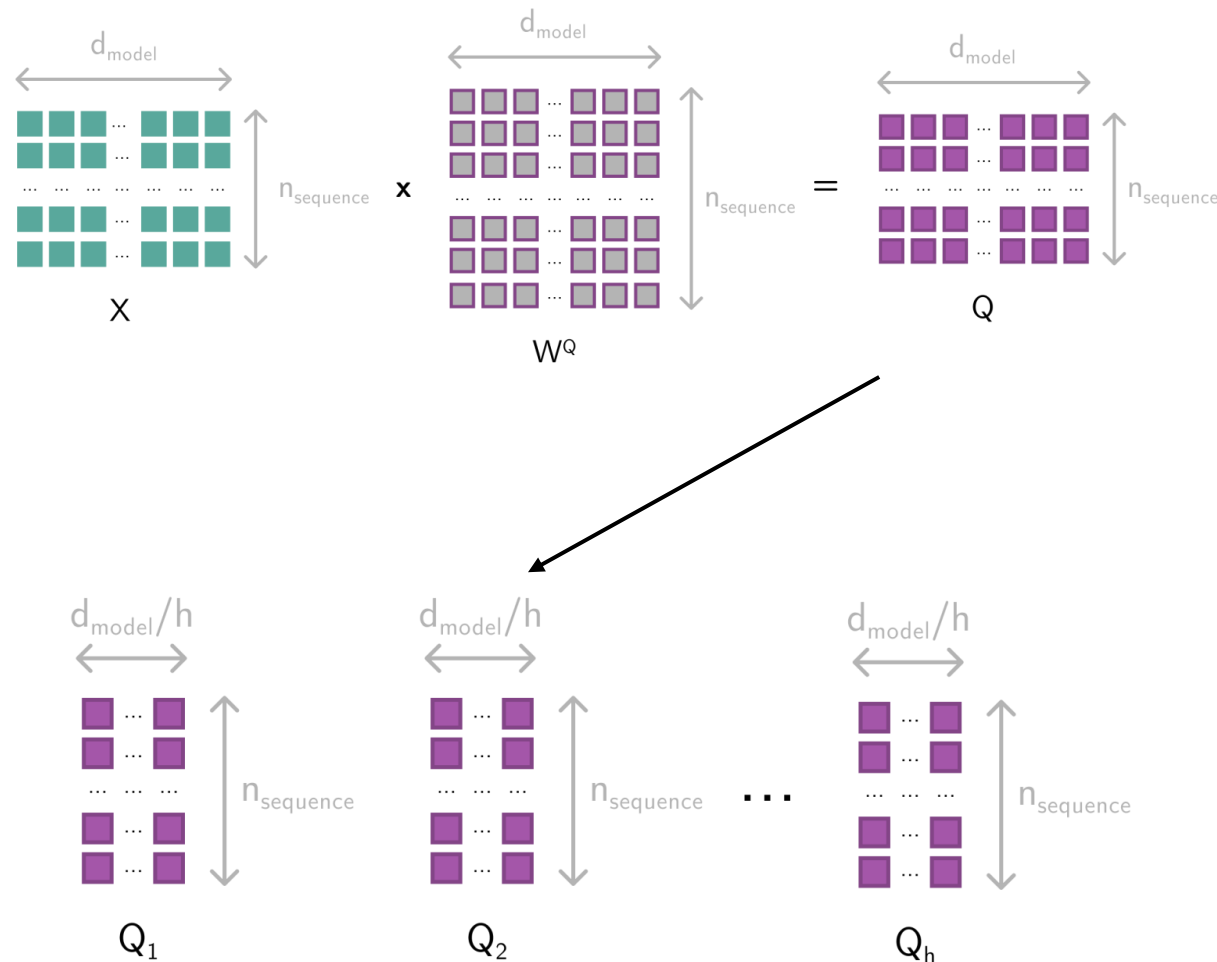 d_model
d_model
d_model
n_sequence
x
n_sequence
=
n_sequence
X
W^Q
Q
d_model/h
d_model/h
d_model/h
n_sequence
n_sequence
...
n_sequence
Q_1
Q_2
Q_h